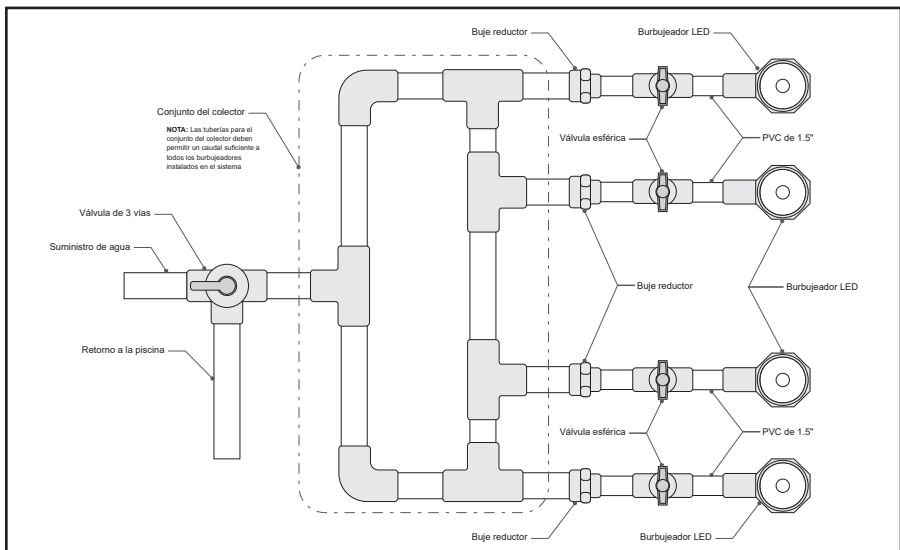 Buje reductor
Burbujeador LED
Conjunto del colector
NOTA: Las tuberías para el
conjunto del colector deben
permitir un caudal suficiente a
todos los burbujeadores
instalados en el sistema
Válvula esférica
PVC de 1.5"
Válvula de 3 vías
Suministro de agua
Buje reductor
Burbujeador LED
Retorno a la piscina
Válvula esférica
PVC de 1.5"
Buje reductor
Burbujeador LED